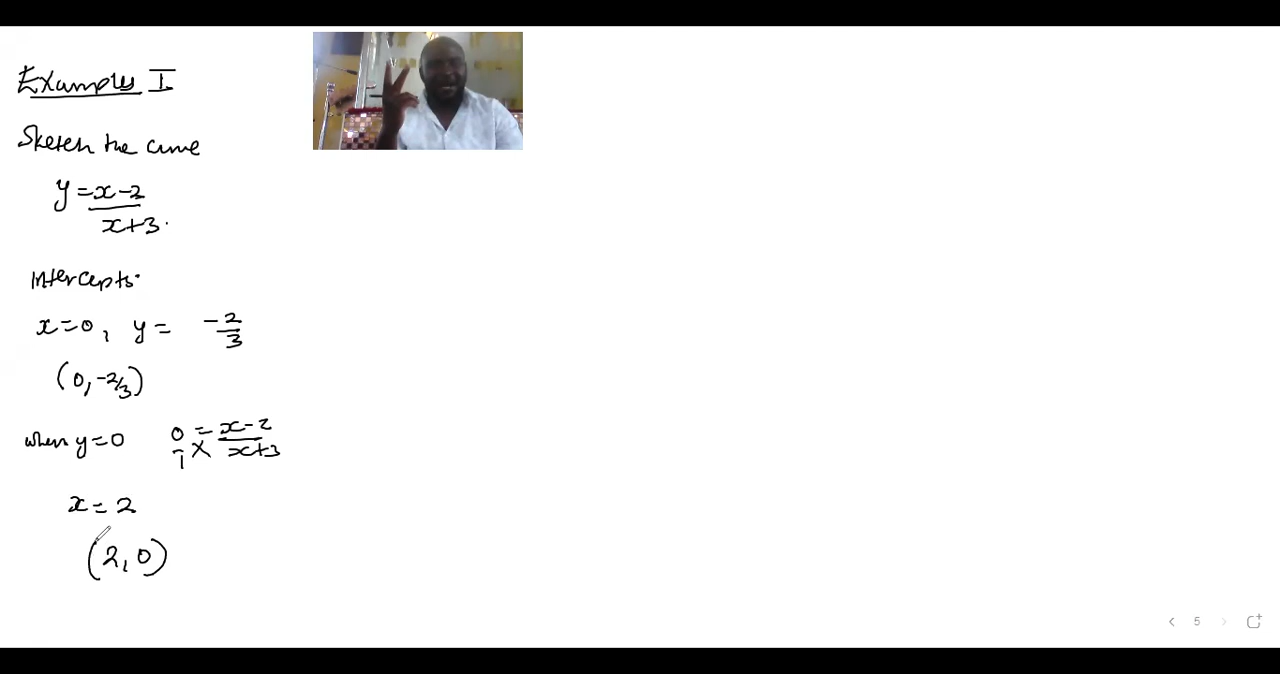 Examples I
Sketch the curve
y = x-2
x+3.
Intercepts.
x=0, y= -2/3
(0, -2/3)
when y=0 0/1 = x-2/x+3
x = 2
(2, 0)
5